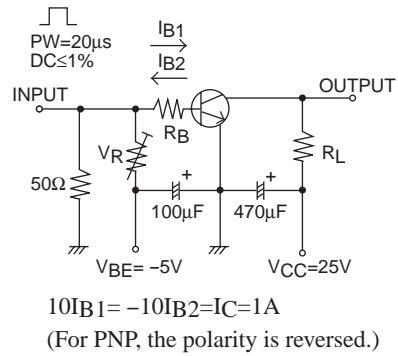 PW=20μs
DC≤1%
IB1
IB2
INPUT
OUTPUT
RB
VR
RL
50Ω
+
+
100μF
470μF
VBE= −5V
VCC=25V
10IB1= −10IB2=IC=1A
(For PNP, the polarity is reversed.)